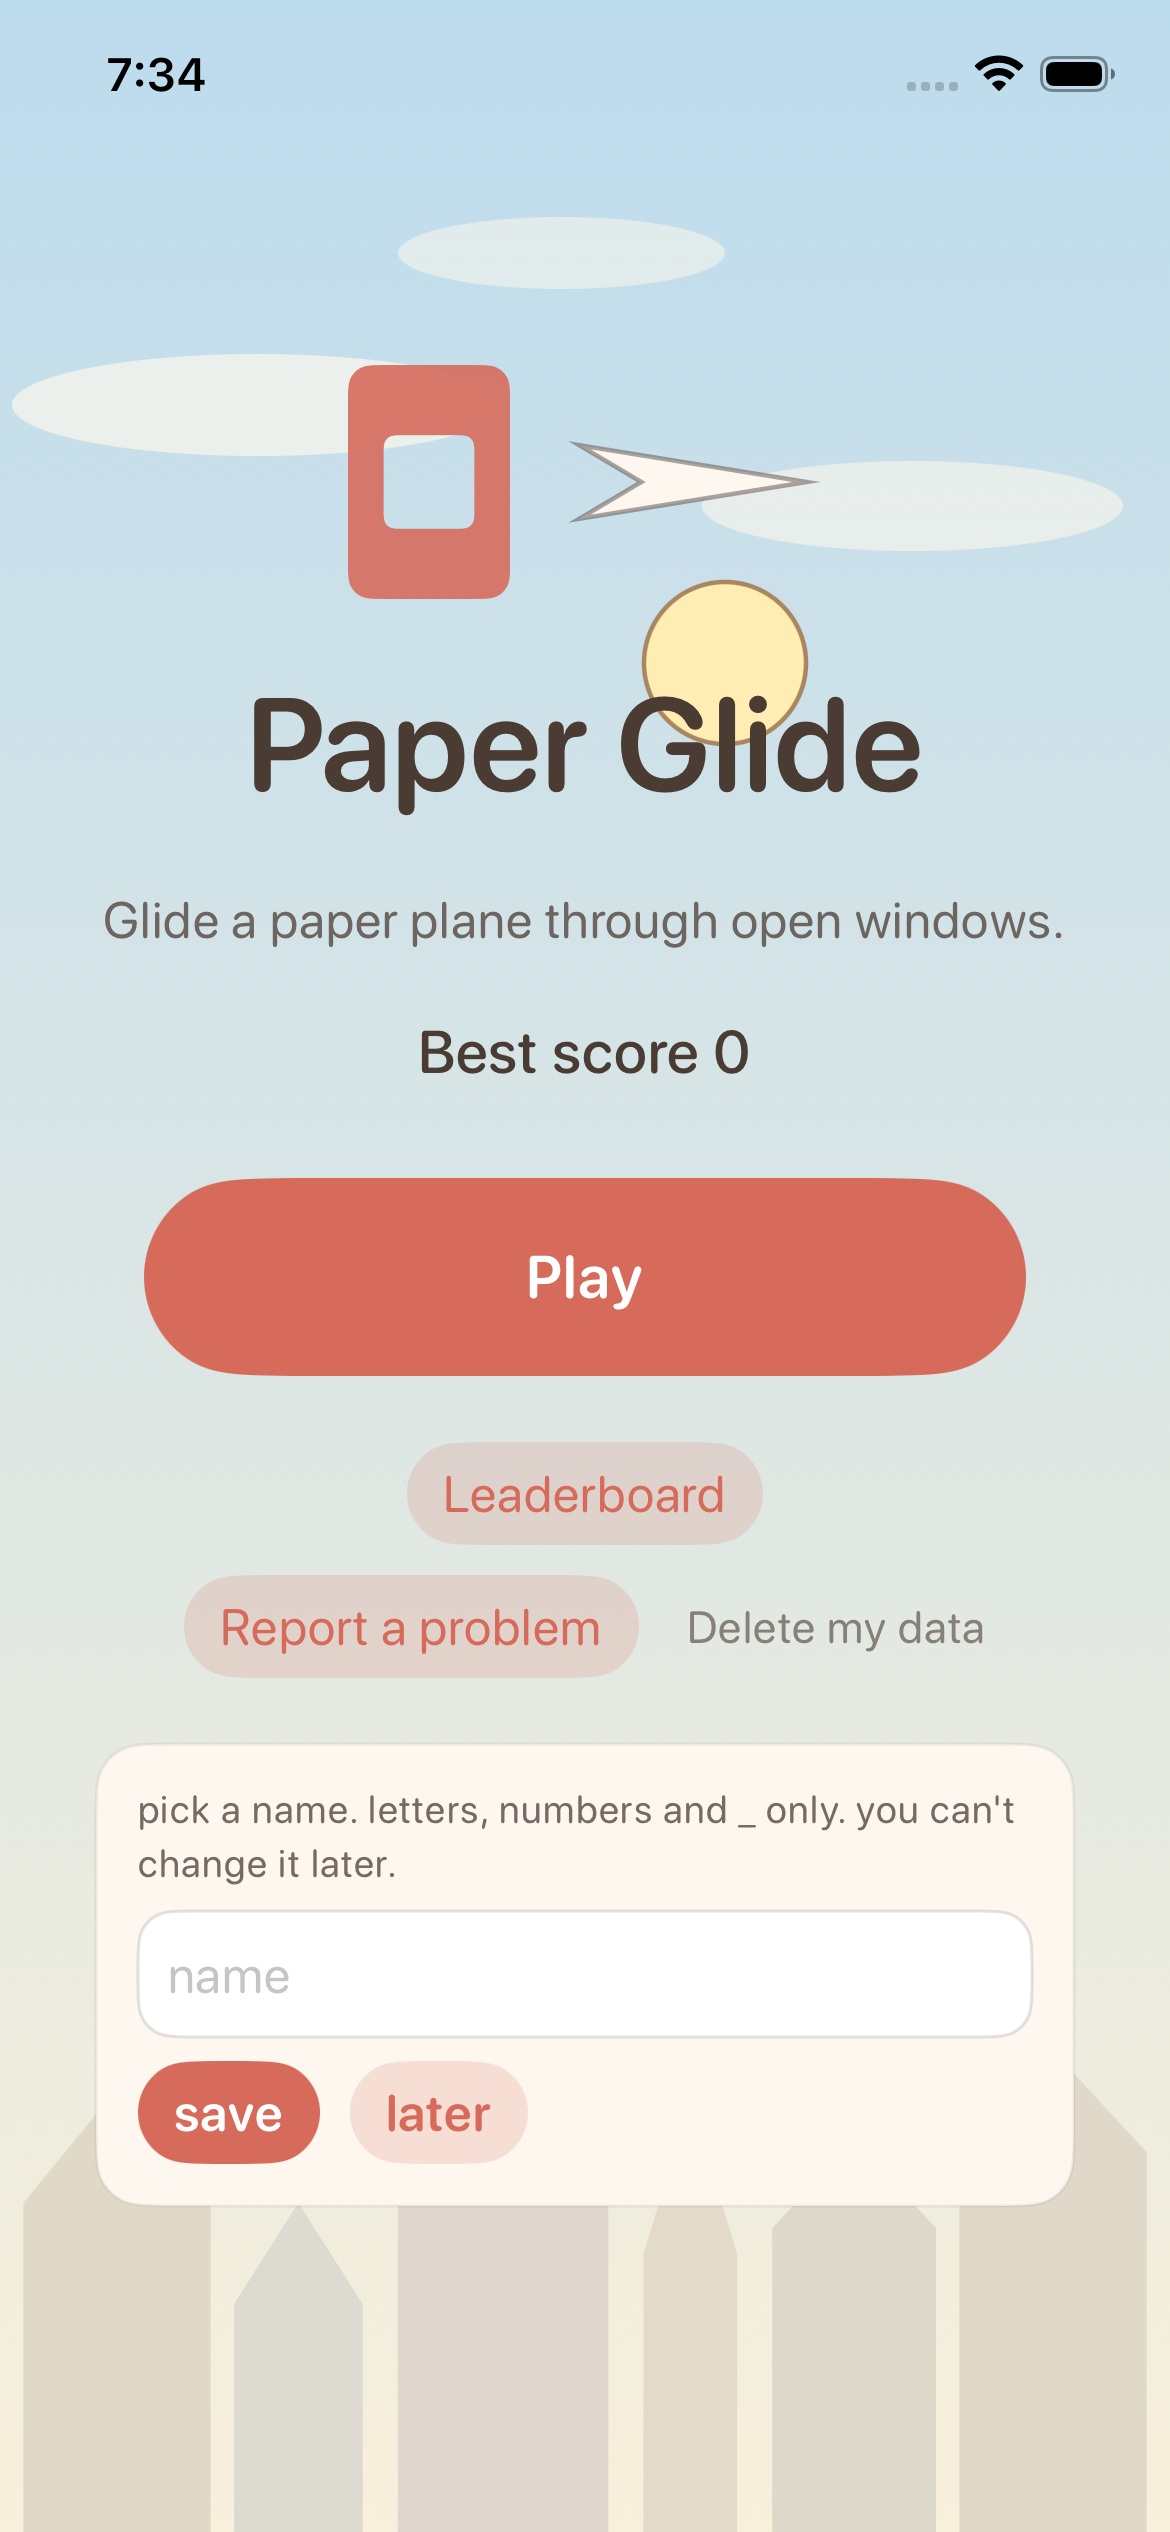 7:34
Paper Glide
Glide a paper plane through open windows.
Best score 0
Play
Leaderboard
Report a problem
Delete my data
pick a name. letters, numbers and _ only. you can't
change it later.
name
save
later